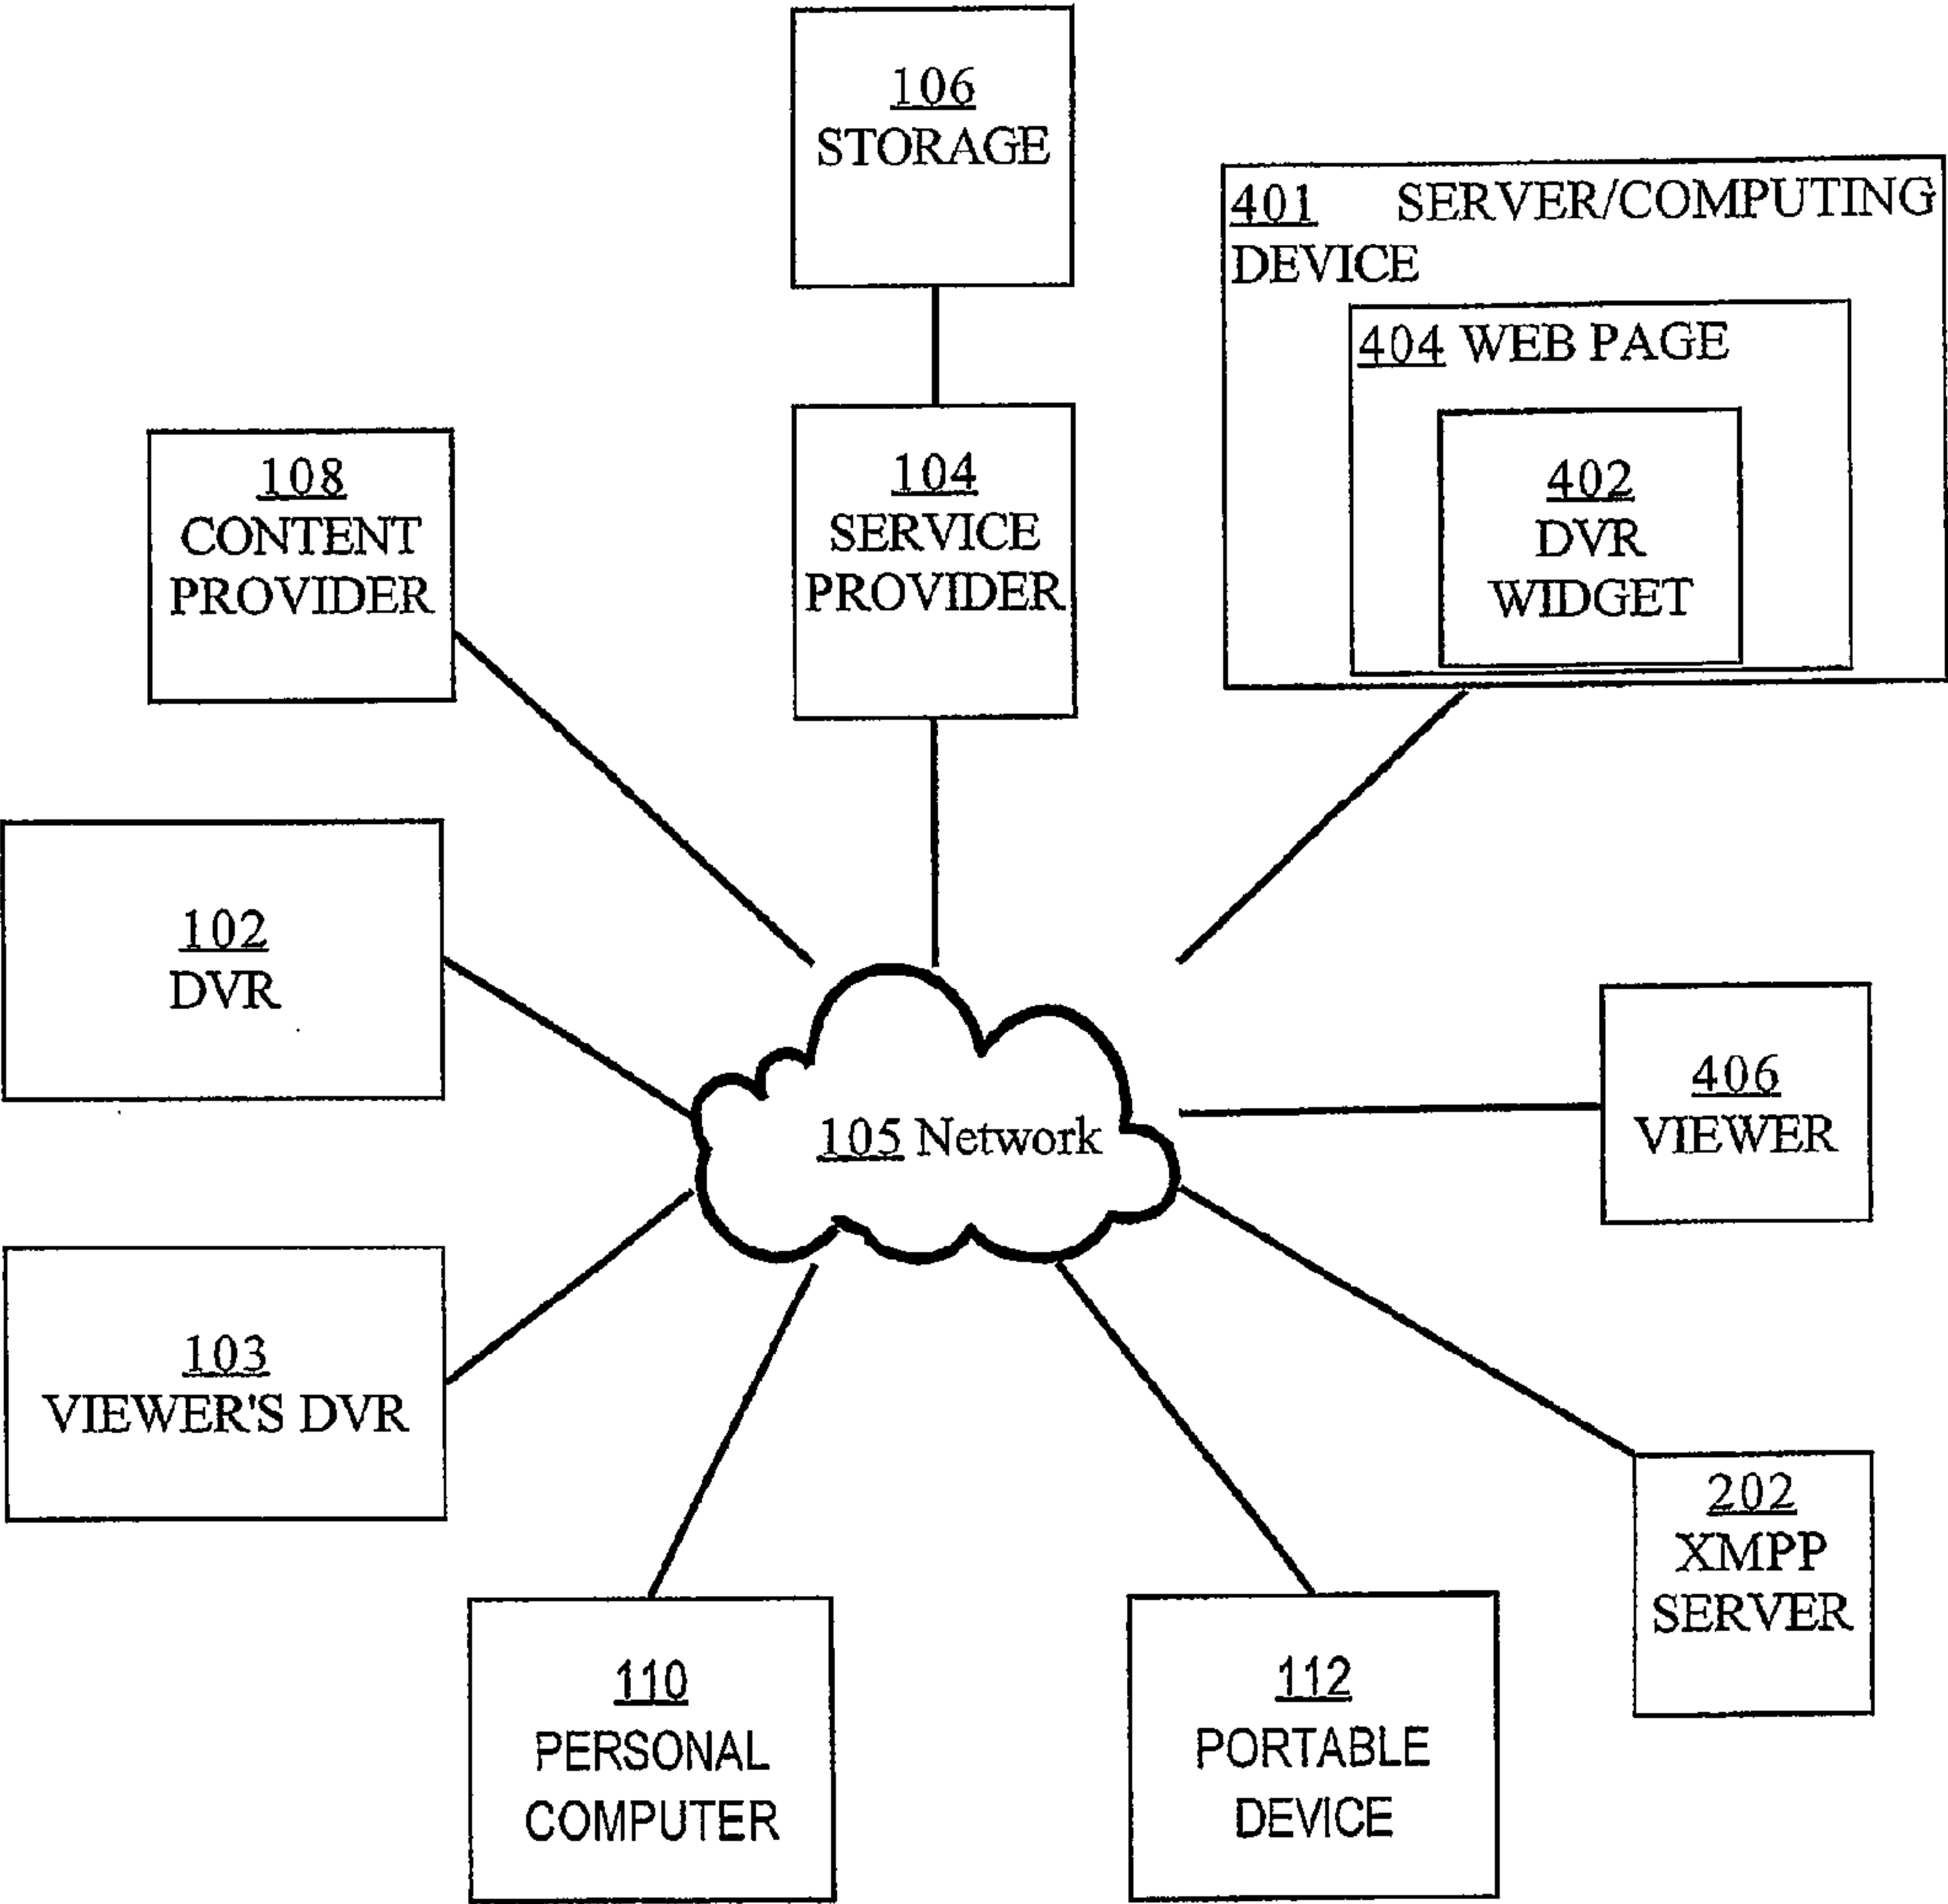 106
STORAGE
401 SERVER/COMPUTING
DEVICE
404 WEB PAGE
402
DVR
WIDGET
108
CONTENT
PROVIDER
104
SERVICE
PROVIDER
102
DVR
105 Network
406
VIEWER
103
VIEWER'S DVR
202
XMPP
SERVER
110
PERSONAL
COMPUTER
112
PORTABLE
DEVICE